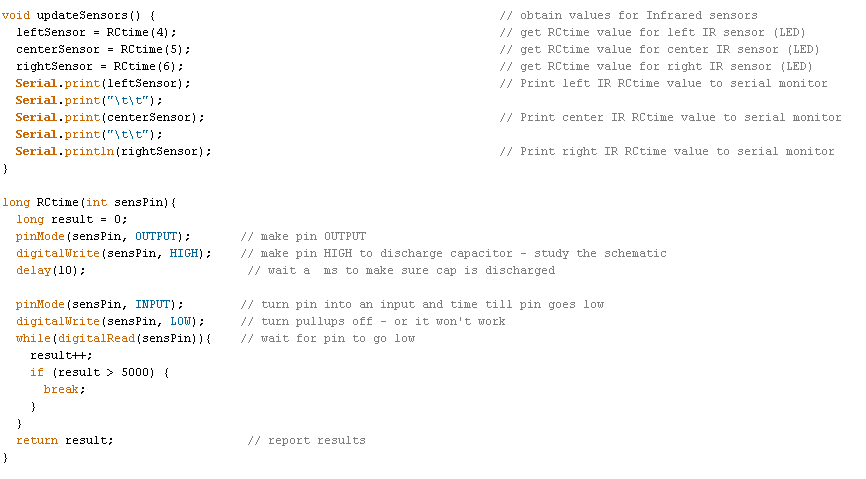 void updateSensors() { // obtain values for Infrared sensors
leftSensor = RCtime(4); // get RCtime value for left IR sensor (LED)
centerSensor = RCtime(5); // get RCtime value for center IR sensor (LED)
rightSensor = RCtime(6); // get RCtime value for right IR sensor (LED)
Serial.print(leftSensor); // Print left IR RCtime value to serial monitor
Serial.print("\t\t");
Serial.print(centerSensor); // Print center IR RCtime value to serial monitor
Serial.print("\t\t");
Serial.println(rightSensor); // Print right IR RCtime value to serial monitor
}
long RCtime(int sensPin){
long result = 0;
pinMode(sensPin, OUTPUT); // make pin OUTPUT
digitalWrite(sensPin, HIGH); // make pin HIGH to discharge capacitor - study the schematic
delay(10); // wait a  ms to make sure cap is discharged
pinMode(sensPin, INPUT); // turn pin into an input and time till pin goes low
digitalWrite(sensPin, LOW); // turn pullups off - or it won't work
while(digitalRead(sensPin)){ // wait for pin to go low
result++;
if (result > 5000) {
break;
}
}
return result; // report results
}